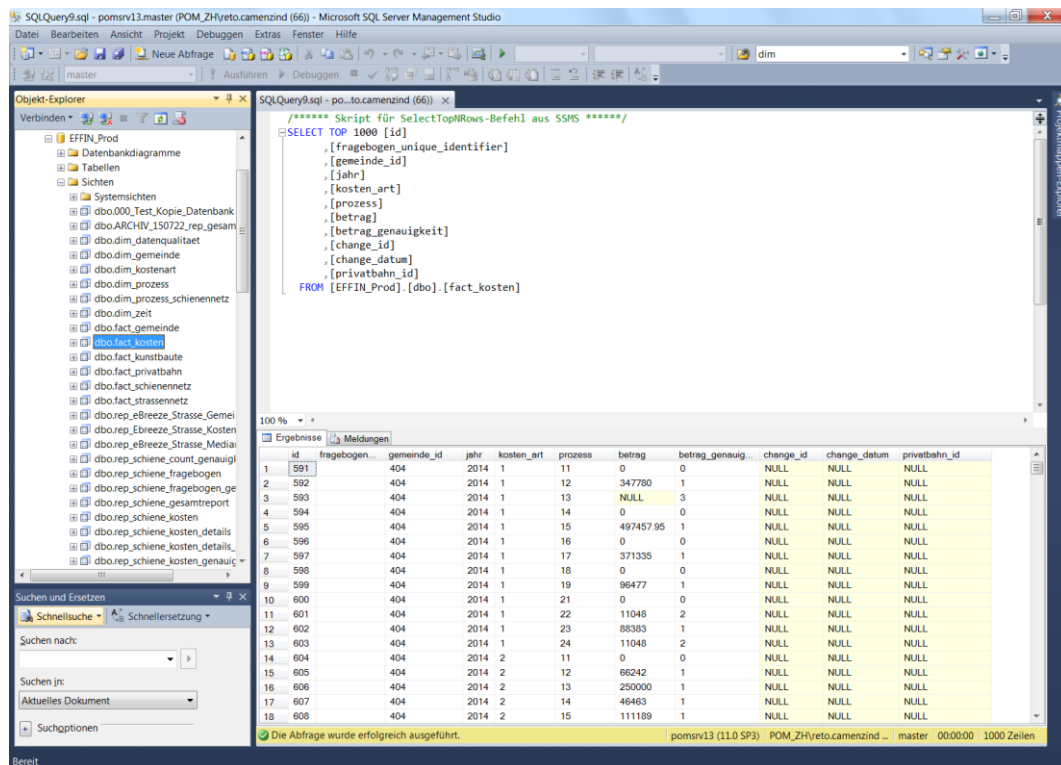 SQLQuery9.sql - pomsrv13.master (POM_ZH\reto.camenzind (66)) - Microsoft SQL Server Management Studio
Datei Bearbeiten Ansicht Projekt Debuggen Extras Fenster Hilfe
Neue Abfrage dim
master Ausführen Debuggen
Objekt-Explorer
Verbinden
EFFIN_Prod
Datenbankdiagramme
Tabellen
Sichten
Systemsichten
dbo.000_Test_Kopie_Datenbank
dbo.ARCHIV_150722_rep_gesam
dbo.dim_datenqualitaet
dbo.dim_gemeinde
dbo.dim_kostenart
dbo.dim_prozess
dbo.dim_prozess_schienennetz
dbo.dim_zeit
dbo.fact_gemeinde
dbo.fact_kosten
dbo.fact_kunstbaute
dbo.fact_privatbahn
dbo.fact_schienennetz
dbo.fact_strassennetz
dbo.rep_eBreeze_Strasse_Gemei
dbo.rep_Ebreeze_Strasse_Kosten
dbo.rep_eBreeze_Strasse_Media
dbo.rep_schiene_count_genauigl
dbo.rep_schiene_fragebogen
dbo.rep_schiene_fragebogen_ge
dbo.rep_schiene_gesamtreport
dbo.rep_schiene_kosten
dbo.rep_schiene_kosten_details
dbo.rep_schiene_kosten_details_
dbo.rep_schiene_kosten_genauig
Suchen und Ersetzen
Schnellsuche Schnellersetzung
Suchen nach:
Suchen in:
Aktuelles Dokument
Suchoptionen
SQLQuery9.sql - po...to.camenzind (66))
/****** Skript für SelectTopNRows-Befehl aus SSMS ******/
SELECT TOP 1000 [id]
,[fragebogen_unique_identifier]
,[gemeinde_id]
,[jahr]
,[kosten_art]
,[prozess]
,[betrag]
,[betrag_genauigkeit]
,[change_id]
,[change_datum]
,[privatbahn_id]
FROM [EFFIN_Prod].[dbo].[fact_kosten]
100 %
Ergebnisse Meldungen
id fragebogen... gemeinde_id jahr kosten_art prozess betrag betrag_genauig... change_id change_datum privatbahn_id
1 591 404 2014 1 11 0 0 NULL NULL NULL
2 592 404 2014 1 12 347780 1 NULL NULL NULL
3 593 404 2014 1 13 NULL 3 NULL NULL NULL
4 594 404 2014 1 14 0 0 NULL NULL NULL
5 595 404 2014 1 15 497457.95 1 NULL NULL NULL
6 596 404 2014 1 16 0 0 NULL NULL NULL
7 597 404 2014 1 17 371335 1 NULL NULL NULL
8 598 404 2014 1 18 0 0 NULL NULL NULL
9 599 404 2014 1 19 96477 1 NULL NULL NULL
10 600 404 2014 1 21 0 0 NULL NULL NULL
11 601 404 2014 1 22 11048 2 NULL NULL NULL
12 602 404 2014 1 23 88383 1 NULL NULL NULL
13 603 404 2014 1 24 11048 2 NULL NULL NULL
14 604 404 2014 2 11 0 0 NULL NULL NULL
15 605 404 2014 2 12 66242 1 NULL NULL NULL
16 606 404 2014 2 13 250000 1 NULL NULL NULL
17 607 404 2014 2 14 46463 1 NULL NULL NULL
18 608 404 2014 2 15 111189 1 NULL NULL NULL
Die Abfrage wurde erfolgreich ausgeführt. pomsrv13 (11.0 SP3) POM_ZH\reto.camenzind ... master 00:00:00 1000 Zeilen
Bereit